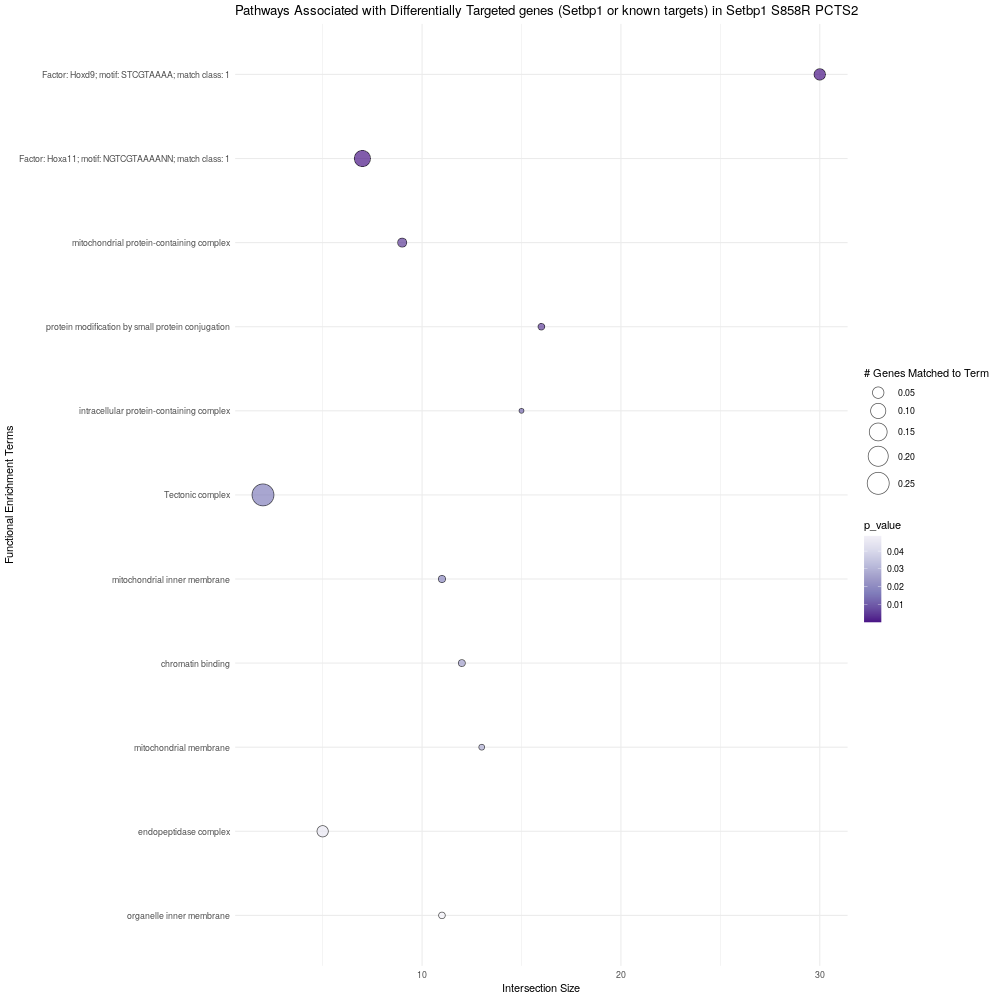 Pathways Associated with Differentially Targeted genes (Setbp1 or known targets) in Setbp1 S858R PCTS2
Factor: Hoxd9; motif: STCGTAAAA; match class: 1
Factor: Hoxa11; motif: NGTCGTAAAANN; match class: 1
mitochondrial protein-containing complex
protein modification by small protein conjugation
intracellular protein-containing complex
Tectonic complex
mitochondrial inner membrane
chromatin binding
mitochondrial membrane
endopeptidase complex
organelle inner membrane
Functional Enrichment Terms
10
20
30
Intersection Size
# Genes Matched to Term
0.05
0.10
0.15
0.20
0.25
p_value
0.04
0.03
0.02
0.01